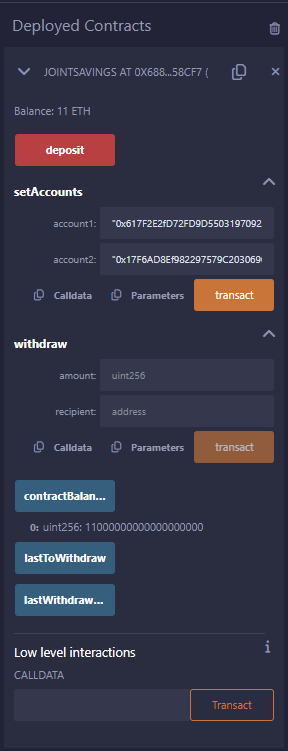 Deployed Contracts
JOINTSAVINGS AT 0X688...58CF7 (
Balance: 11 ETH
deposit
setAccounts
account1: "0x617F2E2fD72FD9D5503197092
account2: "0x17F6AD8Ef982297579C203069
Calldata Parameters transact
withdraw
amount: uint256
recipient: address
Calldata Parameters transact
contractBalan...
0: uint256: 11000000000000000000
lastToWithdraw
lastWithdraw...
Low level interactions
CALLDATA
Transact